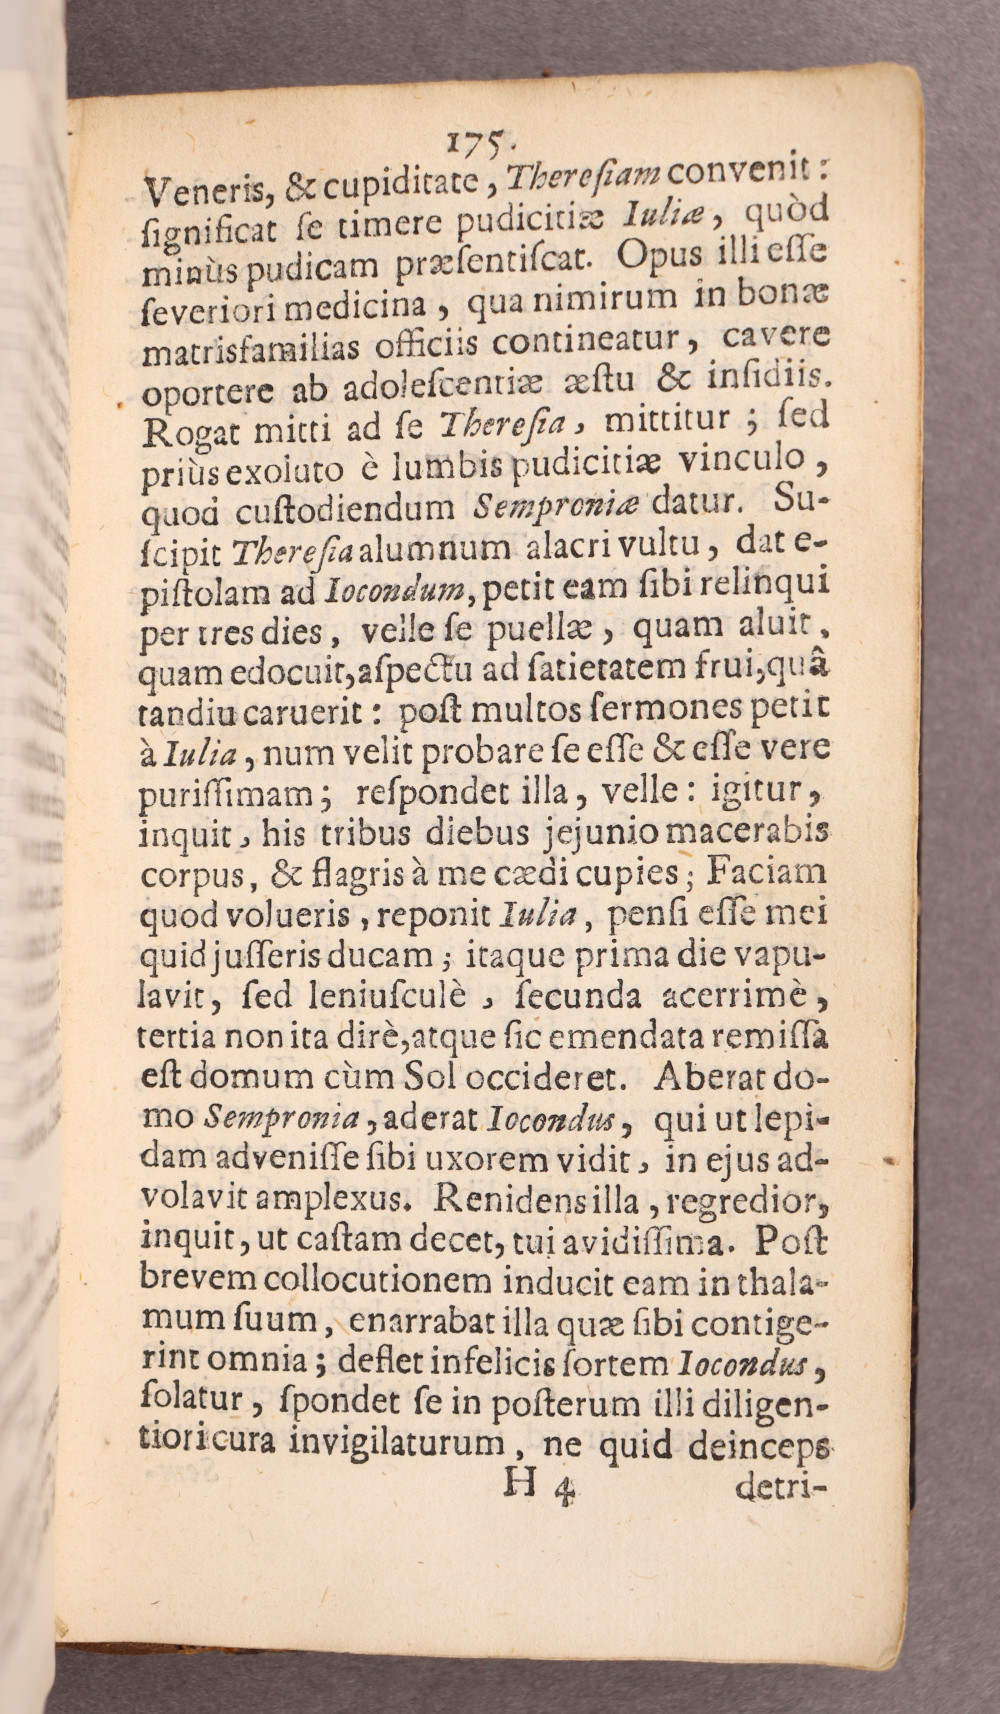 175.
Veneris, & cupiditate, Theresiam convenit:
ſignificat ſe timere pudicitiæ Iuliæ, quòd
minùs pudicam præſentiſcat. Opus illi eſſe
ſeveriori medicina, qua nimirum in bonæ
matrisfamilias officiis contineatur, cavere
oportere ab adoleſcentiæ æſtu & inſidiis.
Rogat mitti ad ſe Thereſia, mittitur; ſed
priùs exoluto è lumbis pudicitiæ vinculo,
quod cuſtodiendum Semproniæ datur. Su-
ſcipit Thereſia alumnum alacri vultu, dat e-
piſtolam ad Iocondum, petit eam ſibi relinqui
per tres dies, velle ſe puellæ, quam aluit,
quam edocuit, aſpectu ad ſatietatem frui, quâ
tandiu caruerit: poſt multos ſermones petit
à Iulia, num velit probare ſe eſſe & eſſe vere
puriſſimam; reſpondet illa, velle: igitur,
inquit, his tribus diebus jejunio macerabis
corpus, & flagris à me cædi cupies; Faciam
quod volueris, reponit Iulia, penſi eſſe mei
quid juſſeris ducam; itaque prima die vapu-
lavit, ſed leniuſculè, ſecunda acerrimè,
tertia non ita dirè, atque ſic emendata remiſſa
eſt domum cùm Sol occideret. Aberat do-
mo Sempronia, aderat Iocondus, qui ut lepi-
dam adveniſſe ſibi uxorem vidit, in ejus ad-
volavit amplexus. Renidens illa, regredior,
inquit, ut caſtam decet, tui avidiſſima. Poſt
brevem collocutionem inducit eam in thala-
mum ſuum, enarrabat illa quæ ſibi contige-
rint omnia; deflet infelicis ſortem Iocondus,
ſolatur, ſpondet ſe in poſterum illi diligen-
tiori cura invigilaturum, ne quid deinceps
H 4 detri-